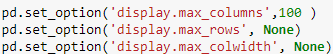 pd.set_option('display.max_columns',100 )
pd.set_option('display.max_rows', None)
pd.set_option('display.max_colwidth', None)